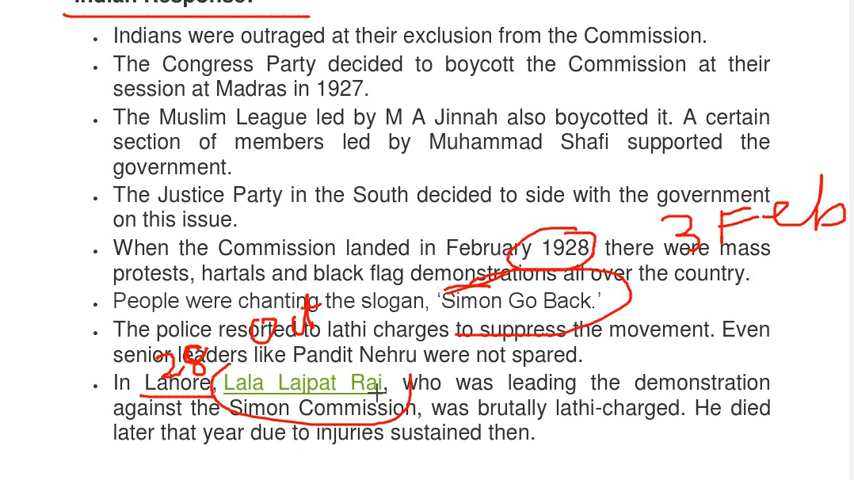 Indian Response:
• Indians were outraged at their exclusion from the Commission.
• The Congress Party decided to boycott the Commission at their
session at Madras in 1927.
• The Muslim League led by M A Jinnah also boycotted it. A certain
section of members led by Muhammad Shafi supported the
government.
• The Justice Party in the South decided to side with the government
on this issue.
3 Feb
• When the Commission landed in February 1928, there were mass
protests, hartals and black flag demonstrations all over the country.
• People were chanting the slogan, ‘Simon Go Back.’
• The police resorted to lathi charges to suppress the movement. Even
senior leaders like Pandit Nehru were not spared.
28 out
• In Lahore, Lala Lajpat Rai, who was leading the demonstration
against the Simon Commission, was brutally lathi-charged. He died
later that year due to injuries sustained then.